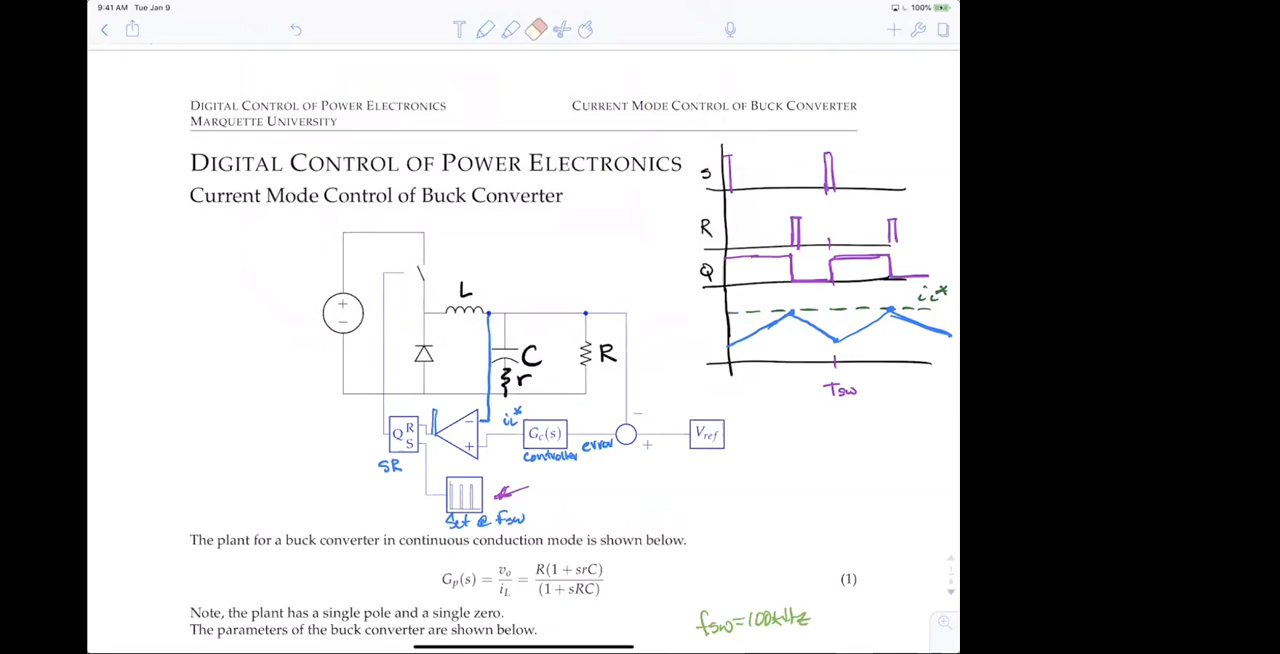 9:41 AM Tue Jan 9
100%
DIGITAL CONTROL OF POWER ELECTRONICS
CURRENT MODE CONTROL OF BUCK CONVERTER
MARQUETTE UNIVERSITY
DIGITAL CONTROL OF POWER ELECTRONICS
Current Mode Control of Buck Converter
S
R
Q
iL*
Tsw
L
C
r
R
iL*
Q R
S
SR
− +
Gc(s)
controller
error
−
+
Vref
Set @ fsw
The plant for a buck converter in continuous conduction mode is shown below.
Gp(s) = vo/iL = R(1 + srC)/(1 + sRC)
(1)
Note, the plant has a single pole and a single zero.
The parameters of the buck converter are shown below.
fsw=100kHz